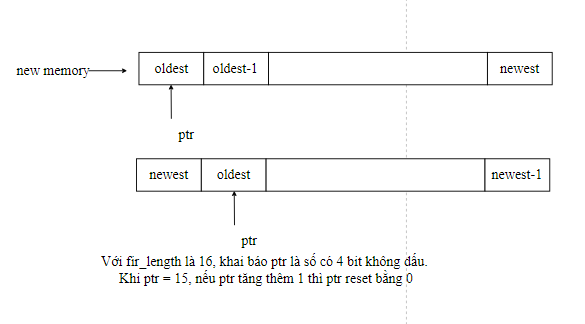 new memory
oldest
oldest-1
newest
ptr
newest
oldest
newest-1
ptr
Với fir_length là 16, khai báo ptr là số có 4 bit không dấu.
Khi ptr = 15, nếu ptr tăng thêm 1 thì ptr reset bằng 0